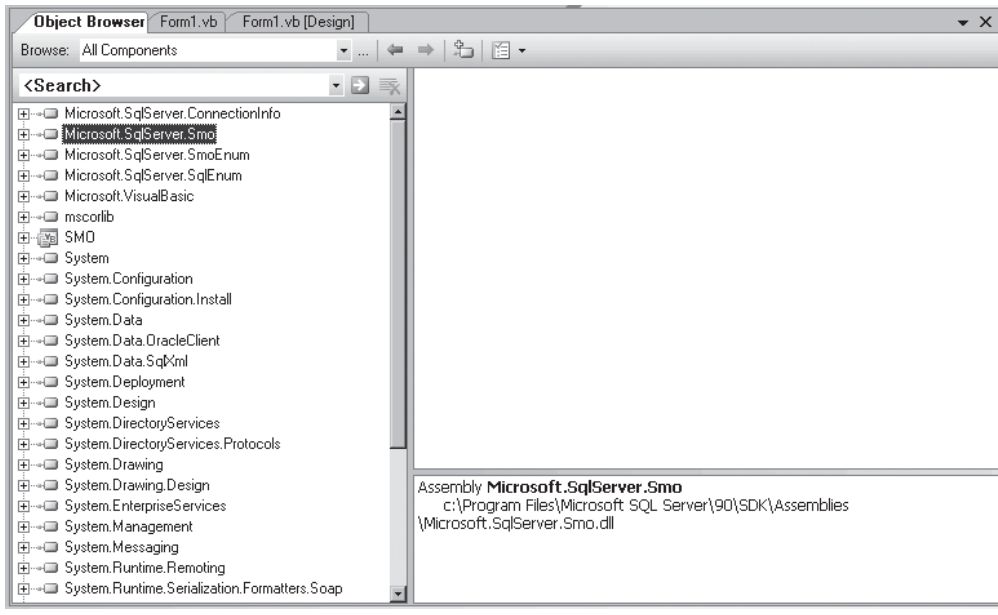 Object Browser Form1.vb Form1.vb [Design]
Browse: All Components ...
<Search>
Microsoft.SqlServer.ConnectionInfo
Microsoft.SqlServer.Smo
Microsoft.SqlServer.SmoEnum
Microsoft.SqlServer.SqlEnum
Microsoft.VisualBasic
mscorlib
SMO
System
System.Configuration
System.Configuration.Install
System.Data
System.Data.OracleClient
System.Data.SqlXml
System.Deployment
System.Design
System.DirectoryServices
System.DirectoryServices.Protocols
System.Drawing
System.Drawing.Design
System.EnterpriseServices
System.Management
System.Messaging
System.Runtime.Remoting
System.Runtime.Serialization.Formatters.Soap
Assembly Microsoft.SqlServer.Smo
c:\Program Files\Microsoft SQL Server\90\SDK\Assemblies
\Microsoft.SqlServer.Smo.dll